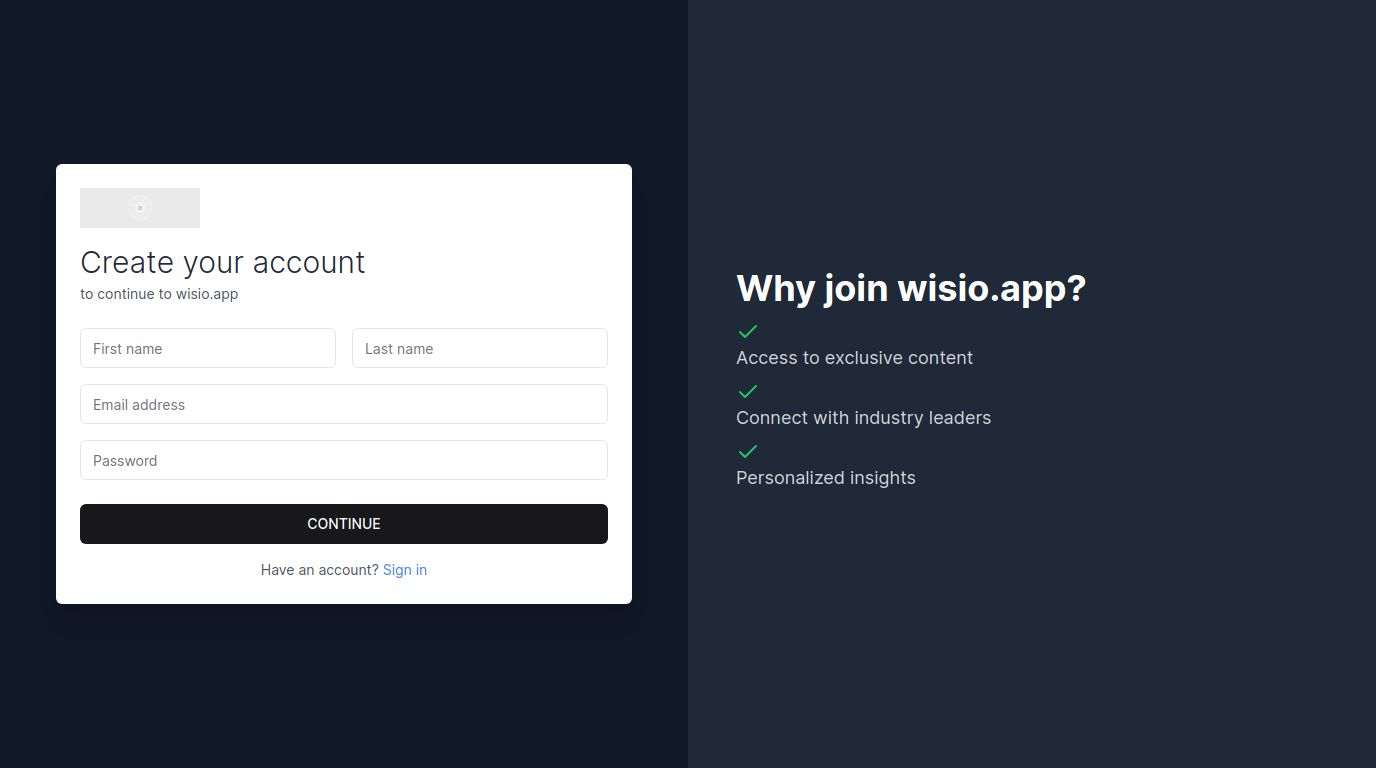 Create your account
to continue to wisio.app
First name
Last name
Email address
Password
CONTINUE
Have an account? Sign in
Why join wisio.app?
Access to exclusive content
Connect with industry leaders
Personalized insights